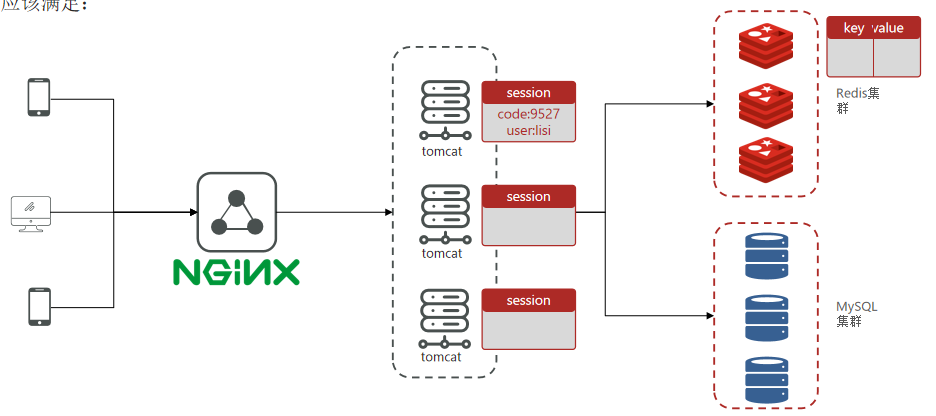 应该满足：
NGINX
session
code:9527
user:lisi
tomcat
session
tomcat
session
tomcat
key value
Redis集
群
MySQL
集群